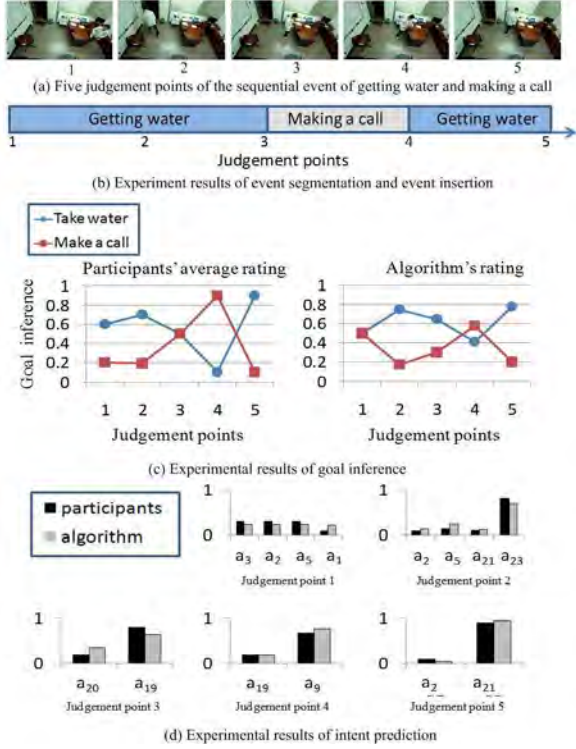 1 2 3 4 5
(a) Five judgement points of the sequential event of getting water and making a call
Getting water Making a call Getting water
1 2 3 4 5
Judgement points
(b) Experiment results of event segmentation and event insertion
Take water
Make a call
Participants' average rating
Goal inference
1
0.8
0.6
0.4
0.2
0
1 2 3 4 5
Judgement points
Algorithm's rating
1
0.8
0.6
0.4
0.2
0
1 2 3 4 5
Judgement points
(c) Experimental results of goal inference
participants
algorithm
1
0
a3 a2 a5 a1
Judgement point 1
1
0
a2 a5 a21 a23
Judgement point 2
1
0
a20 a19
Judgement point 3
1
0
a19 a9
Judgement point 4
1
0
a2 a21
Judgement point 5
(d) Experimental results of intent prediction